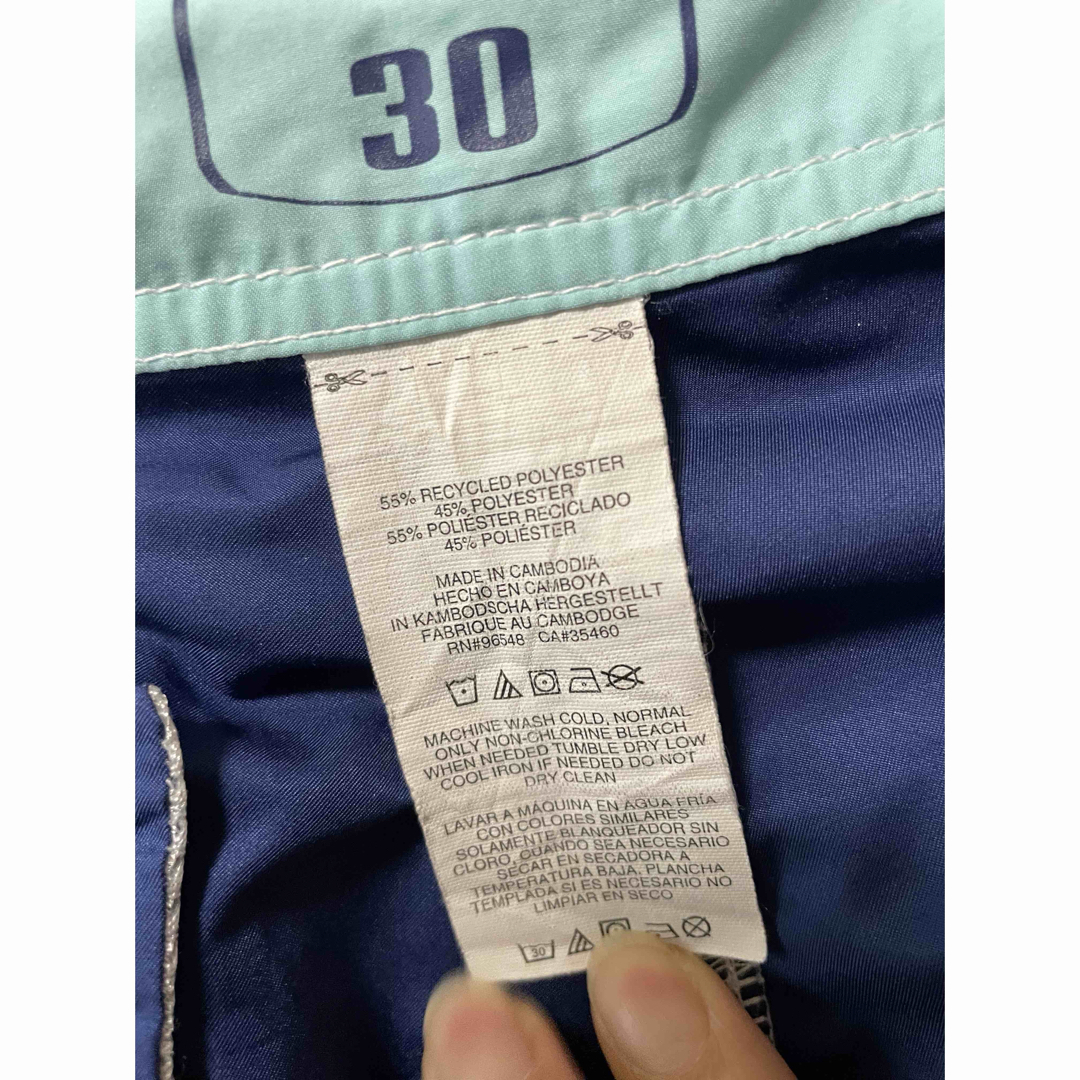 30
55% RECYCLED POLYESTER
45% POLYESTER
55% POLIÉSTER RECICLADO
45% POLIÉSTER
MADE IN CAMBODIA
HECHO EN CAMBOYA
IN KAMBODSCHA HERGESTELLT
FABRIQUE AU CAMBODGE
RN#96548 CA#35460
MACHINE WASH COLD, NORMAL
ONLY NON-CHLORINE BLEACH
WHEN NEEDED TUMBLE DRY LOW
COOL IRON IF NEEDED DO NOT
DRY CLEAN
LAVAR A MÁQUINA EN AGUA FRÍA
CON COLORES SIMILARES
SOLAMENTE BLANQUEADOR SIN
CLORO, CUANDO SEA NECESARIO
SECAR EN SECADORA A
TEMPERATURA BAJA, PLANCHA
TEMPLADA SI ES NECESARIO NO
LIMPIAR EN SECO
30